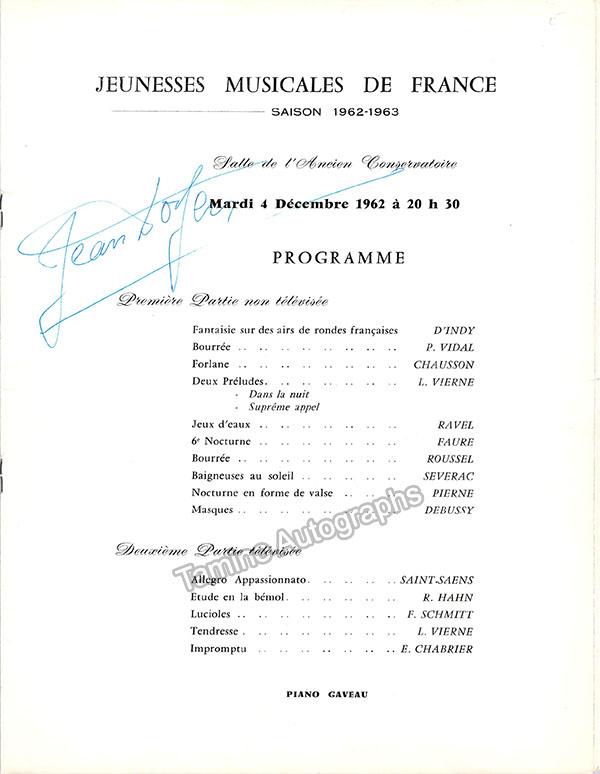 JEUNESSES MUSICALES DE FRANCE
SAISON 1962-1963
Salle de l'Ancien Conservatoire
Mardi 4 Décembre 1962 à 20 h 30
Jean
PROGRAMME
Première Partie non télévisée
Fantaisie sur des airs de rondes françaises D'INDY
Bourrée .. .. .. .. .. .. .. .. P. VIDAL
Forlane .. .. .. .. .. .. .. .. CHAUSSON
Deux Préludes. .. .. .. .. .. .. L. VIERNE
- Dans la nuit
- Suprême appel
Jeux d'eaux .. .. .. .. .. .. .. RAVEL
6e Nocturne .. .. .. .. .. .. .. FAURE
Bourrée .. .. .. .. .. .. .. .. ROUSSEL
Baigneuses au soleil .. .. .. .. .. SEVERAC
Nocturne en forme de valse .. .. .. PIERNE
Masques .. .. .. .. .. .. .. .. DEBUSSY
Tamino Autographs
Deuxième Partie télévisée
Allegro Appassionnato. .. .. .. .. SAINT-SAENS
Etude en la bémol. .. .. .. .. .. R. HAHN
Lucioles .. .. .. .. .. .. .. F. SCHMITT
Tendresse .. .. .. .. .. .. .. .. L. VIERNE
Impromptu .. .. .. .. .. .. .. E. CHABRIER
PIANO GAVEAU